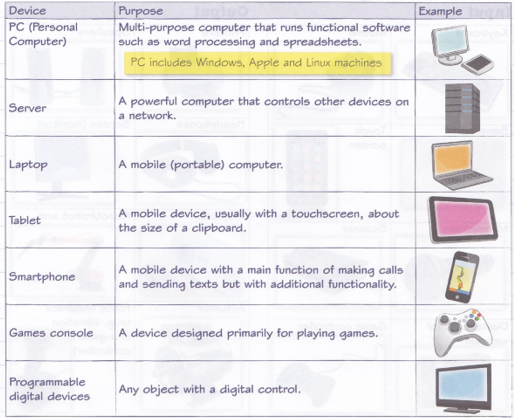 Device Purpose Example
PC (Personal Computer) Multi-purpose computer that runs functional software
such as word processing and spreadsheets.
PC includes Windows, Apple and Linux machines
Server A powerful computer that controls other devices on
a network.
Laptop A mobile (portable) computer.
Tablet A mobile device, usually with a touchscreen, about
the size of a clipboard.
Smartphone A mobile device with a main function of making calls
and sending texts but with additional functionality.
Games console A device designed primarily for playing games.
Programmable
digital devices Any object with a digital control.